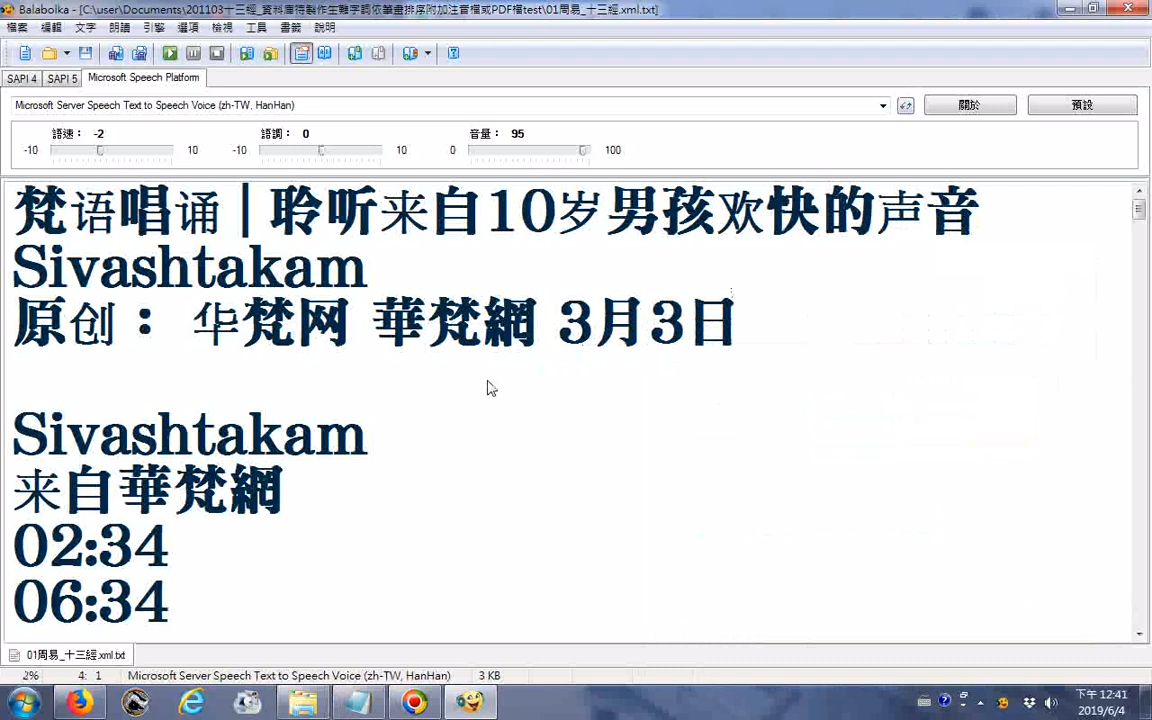 Balabolka - [C:\user\Documents\201103十三經_資料庫待製作生難字詞依筆畫排序附加注音檔或PDF檔test\01周易_十三經.xml.txt]
檔案 編輯 文字 朗讀 引擎 選項 檢視 工具 書籤 說明
SAPI 4 SAPI 5 Microsoft Speech Platform
Microsoft Server Speech Text to Speech Voice (zh-TW, HanHan) 關於 預設
語速： -2 語調： 0 音量： 95
-10 10 -10 10 0 100
梵语唱诵 | 聆听来自10岁男孩欢快的声音
Sivashtakam
原创： 华梵网 華梵網 3月3日
Sivashtakam
来自華梵網
02:34
06:34
01周易_十三經.xml.txt
2% 4: 1 Microsoft Server Speech Text to Speech Voice (zh-TW, HanHan) 3 KB
下午 12:41
2019/6/4